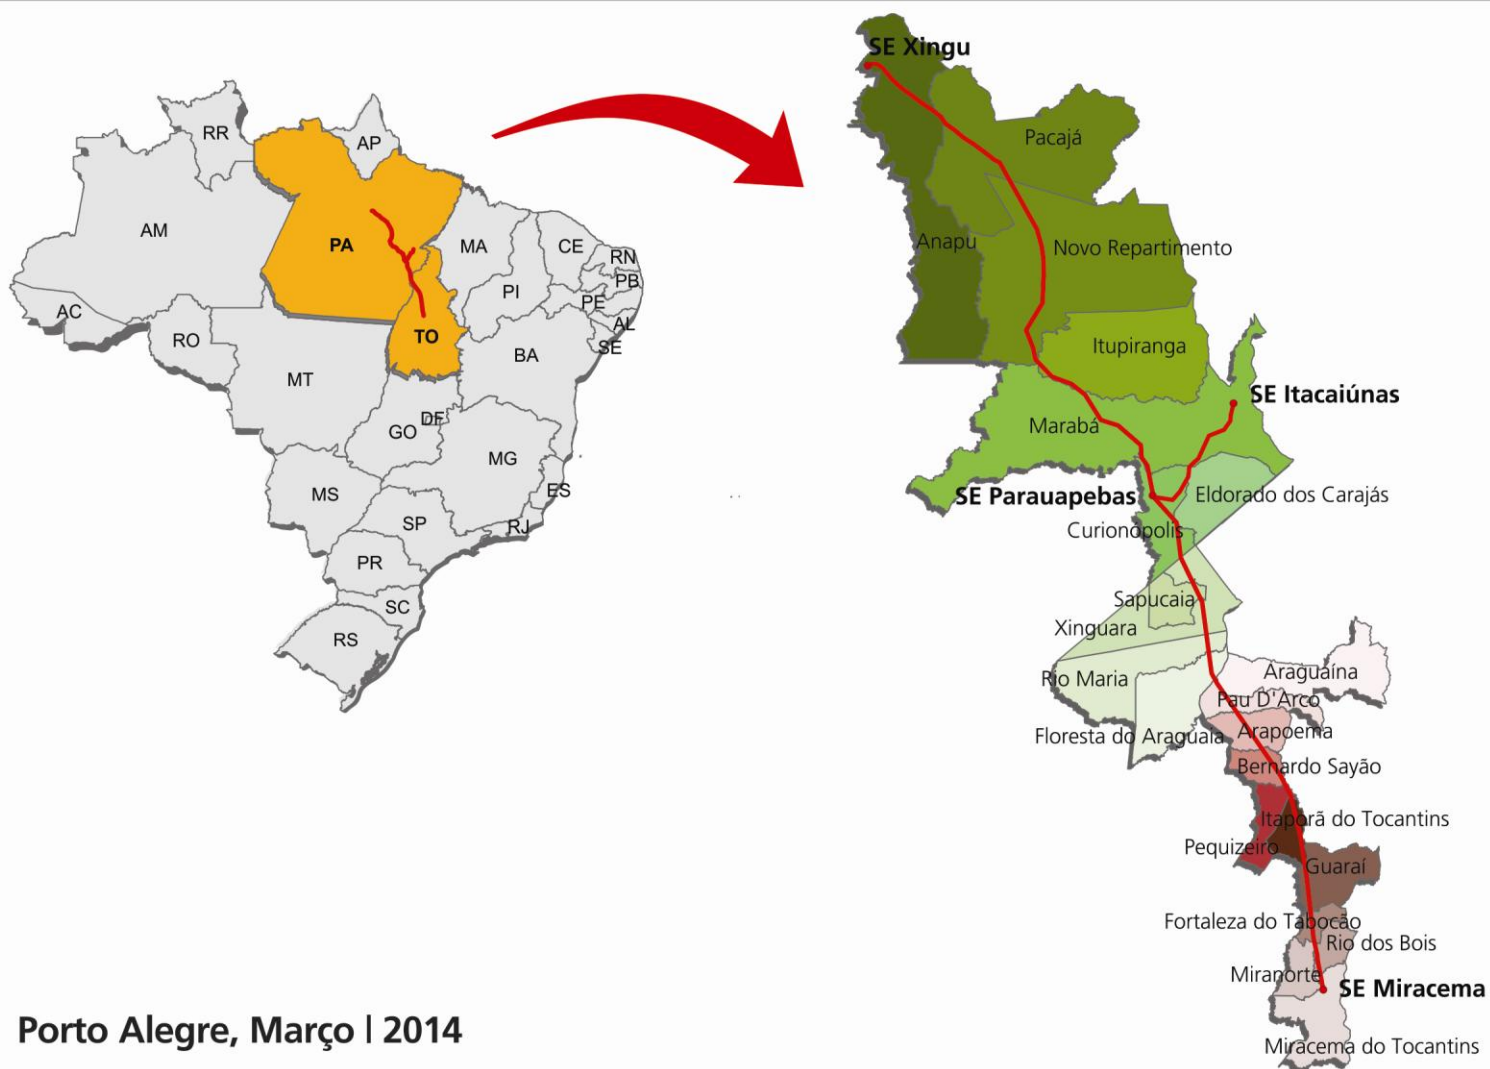 RR
AP
AM
PA
MA
CE
RN
PB
PI
PE
AL
SE
AC
RO
TO
BA
MT
DF
GO
MG
ES
MS
SP
RJ
PR
SC
RS
SE Xingu
Pacajá
Anapu
Novo Repartimento
Itupiranga
SE Itacaiúnas
Marabá
SE Parauapebas
Eldorado dos Carajás
Curionópolis
Sapucaia
Xinguara
Rio Maria
Araguaína
Pau D'Arco
Floresta do Araguaia
Arapoema
Bernardo Sayão
Itaporã do Tocantins
Pequizeiro
Guaraí
Fortaleza do Tabocão
Rio dos Bois
Miranorte
SE Miracema
Miracema do Tocantins
Porto Alegre, Março | 2014